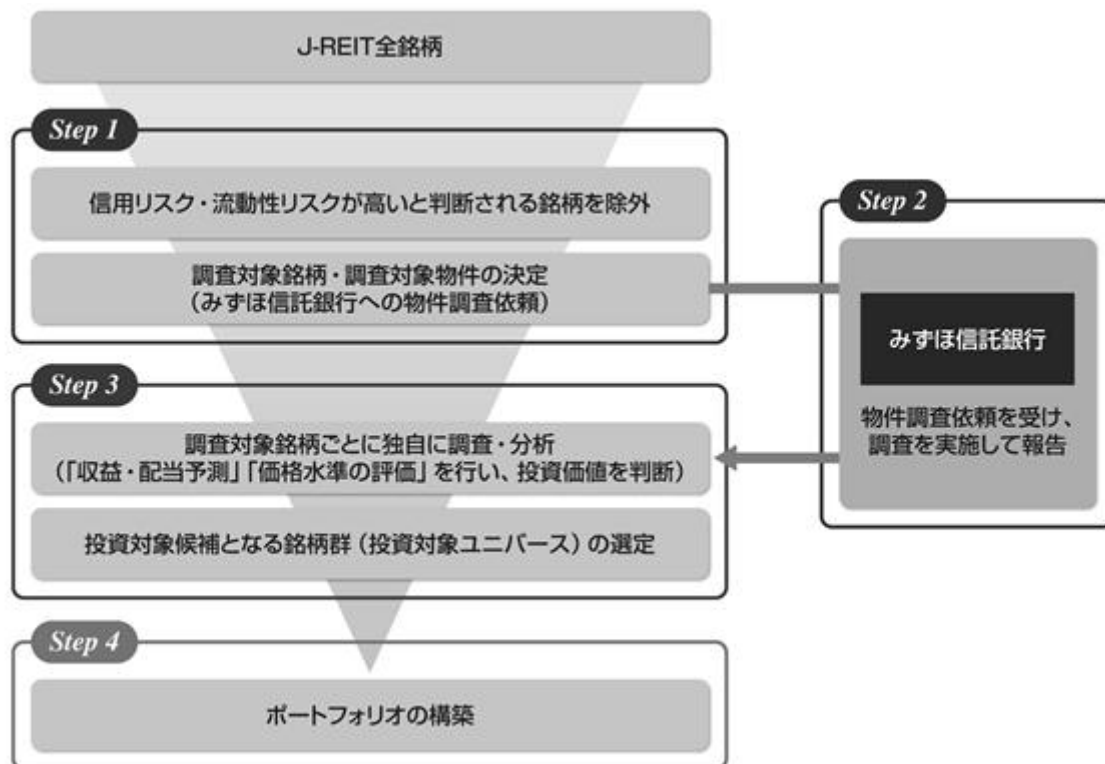 J-REIT全銘柄
Step 1
信用リスク・流動性リスクが高いと判断される銘柄を除外
調査対象銘柄・調査対象物件の決定
（みずほ信託銀行への物件調査依頼）
Step 2
みずほ信託銀行
物件調査依頼を受け、
調査を実施して報告
Step 3
調査対象銘柄ごとに独自に調査・分析
（「収益・配当予測」「価格水準の評価」を行い、投資価値を判断）
投資対象候補となる銘柄群（投資対象ユニバース）の選定
Step 4
ポートフォリオの構築